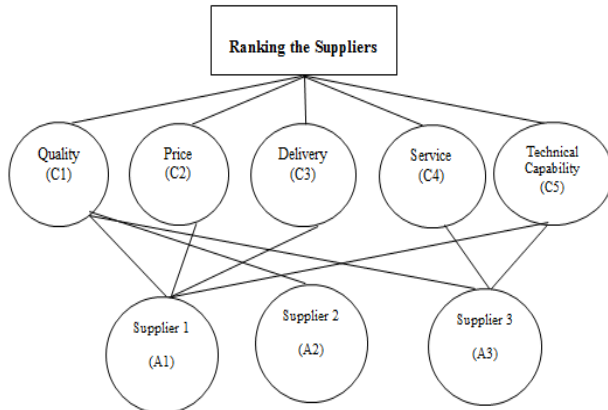 Ranking the Suppliers
Quality
(C1)
Price
(C2)
Delivery
(C3)
Service
(C4)
Technical
Capability
(C5)
Supplier 1
(A1)
Supplier 2
(A2)
Supplier 3
(A3)